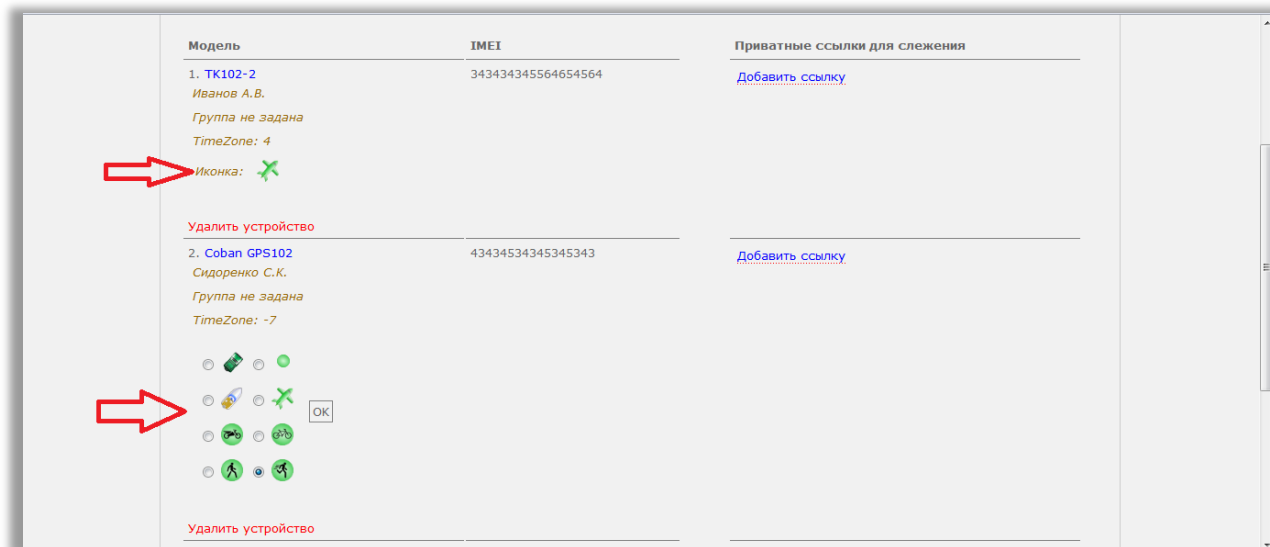 Модель IMEI Приватные ссылки для слежения
1. TK102-2 343434345564654564 Добавить ссылку
Иванов А.В.
Группа не задана
TimeZone: 4
Иконка:
Удалить устройство
2. Coban GPS102 43434534345345343 Добавить ссылку
Сидоренко С.К.
Группа не задана
TimeZone: -7
OK
Удалить устройство